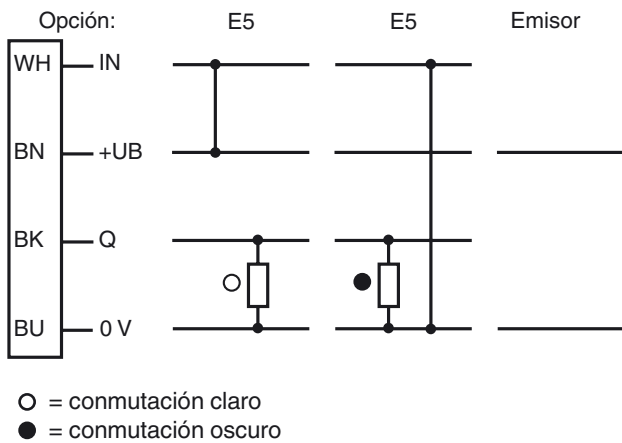 Opción: E5 E5 Emisor
WH IN
BN +UB
BK Q
BU 0 V
= conmutación claro
= conmutación oscuro